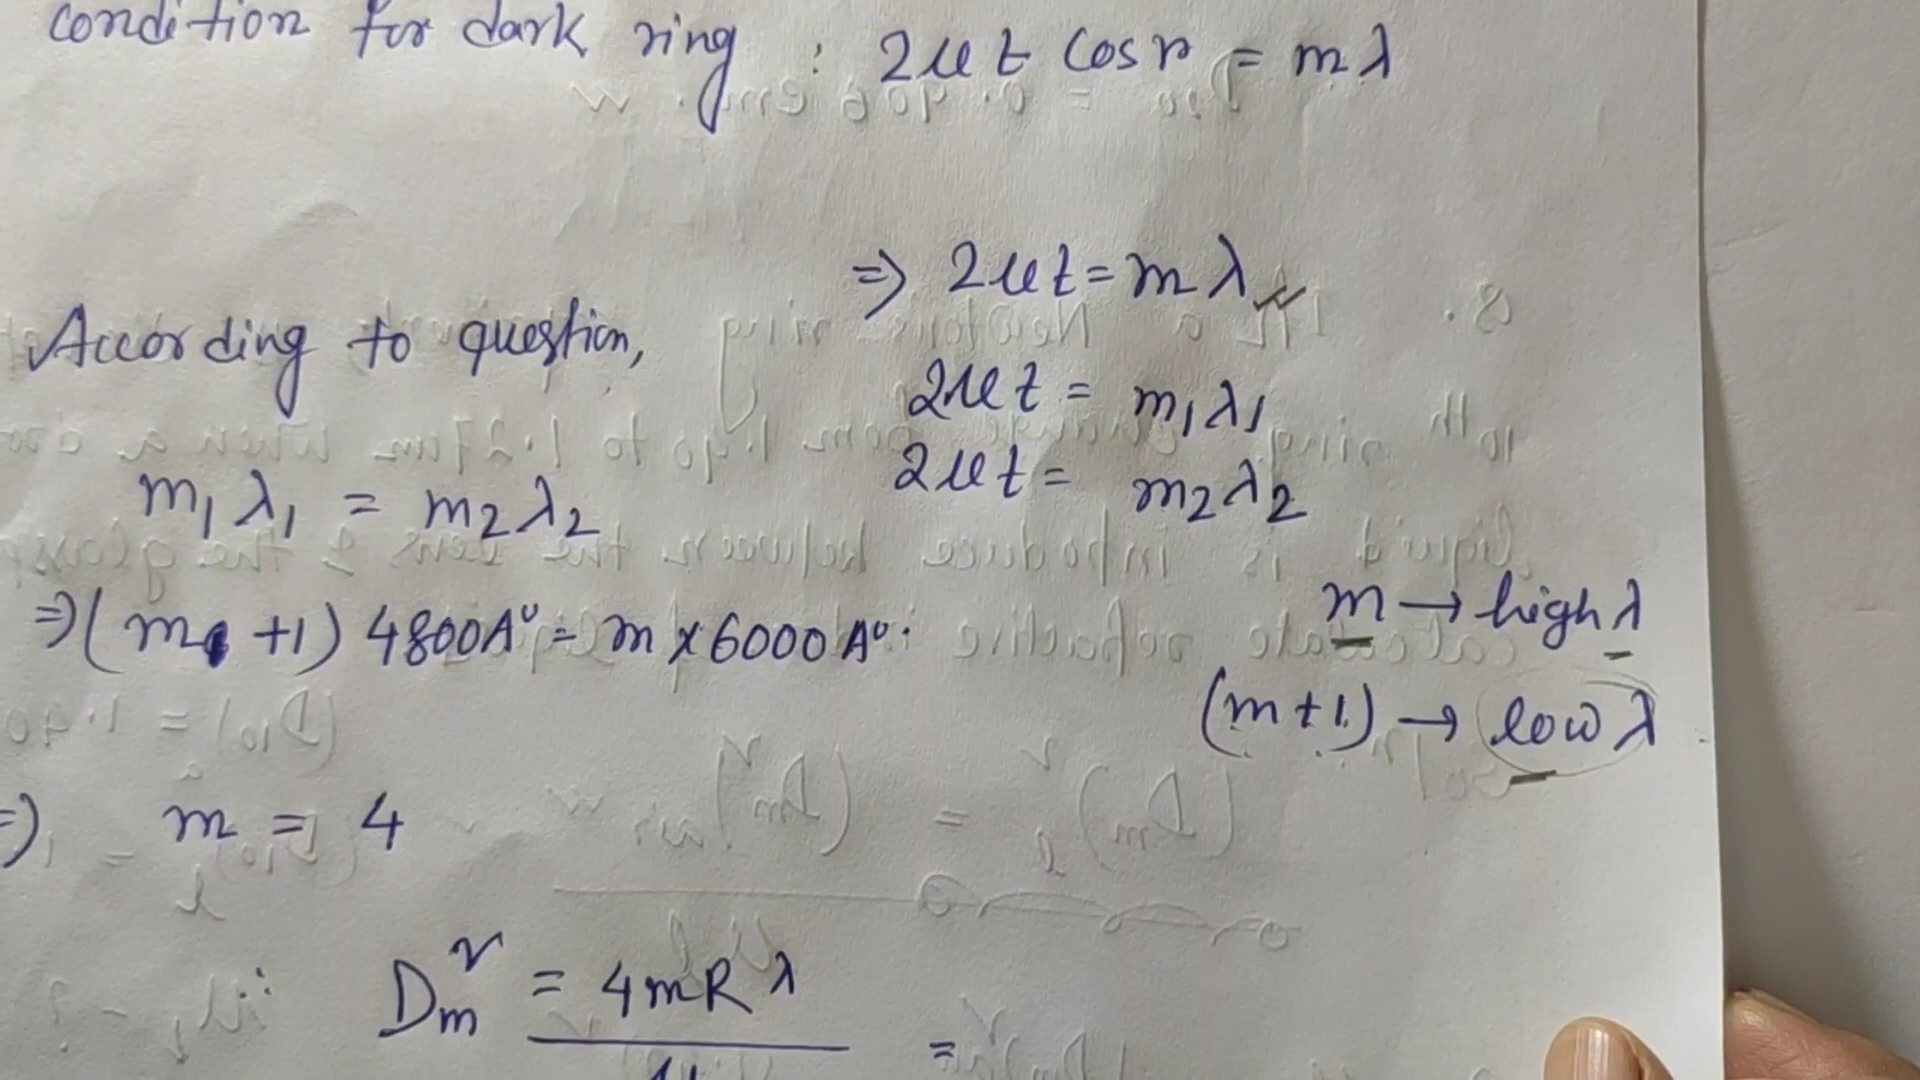 condition for dark ring : 2μt cos r = mλ
⇒ 2μt = mλ
According to question,
2μt = m₁λ₁
2μt = m₂λ₂
m₁λ₁ = m₂λ₂
⇒ (m +1) 4800A° = m × 6000 A°.
m → high λ
(m+1) → low λ
⇒ m = 4
Dm² = 4mRλ
=